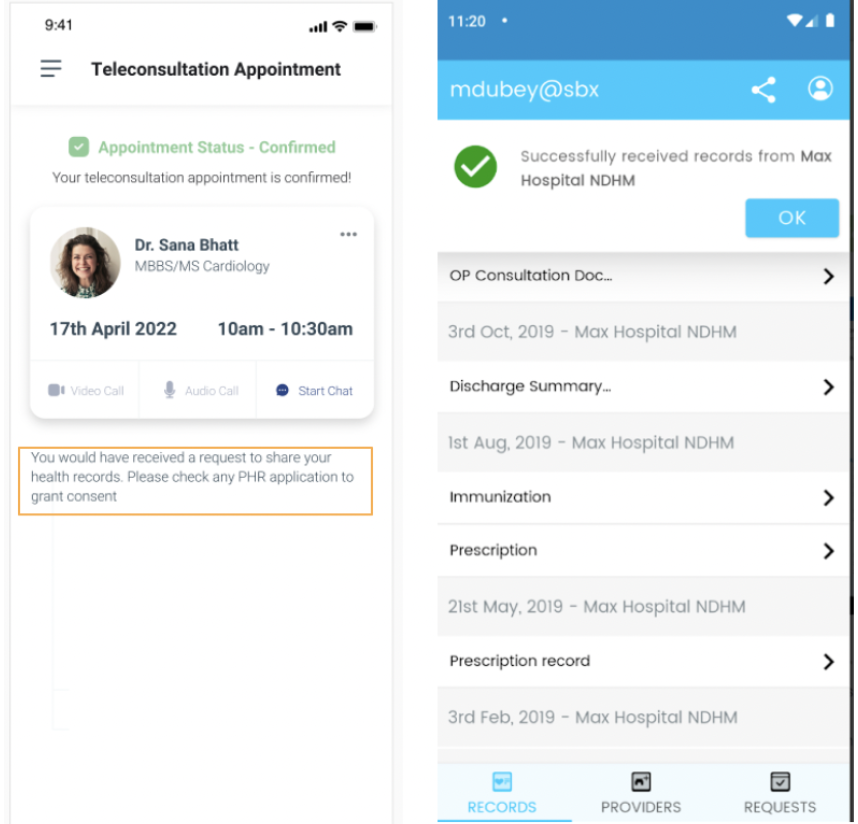 9:41
Teleconsultation Appointment
Appointment Status - Confirmed
Your teleconsultation appointment is confirmed!
Dr. Sana Bhatt
MBBS/MS Cardiology
17th April 2022 10am - 10:30am
Video Call Audio Call Start Chat
You would have received a request to share your
health records. Please check any PHR application to
grant consent
11:20
mdubey@sbx
Successfully received records from Max
Hospital NDHM
OK
OP Consultation Doc...
3rd Oct, 2019 - Max Hospital NDHM
Discharge Summary...
1st Aug, 2019 - Max Hospital NDHM
Immunization
Prescription
21st May, 2019 - Max Hospital NDHM
Prescription record
3rd Feb, 2019 - Max Hospital NDHM
RECORDS PROVIDERS REQUESTS